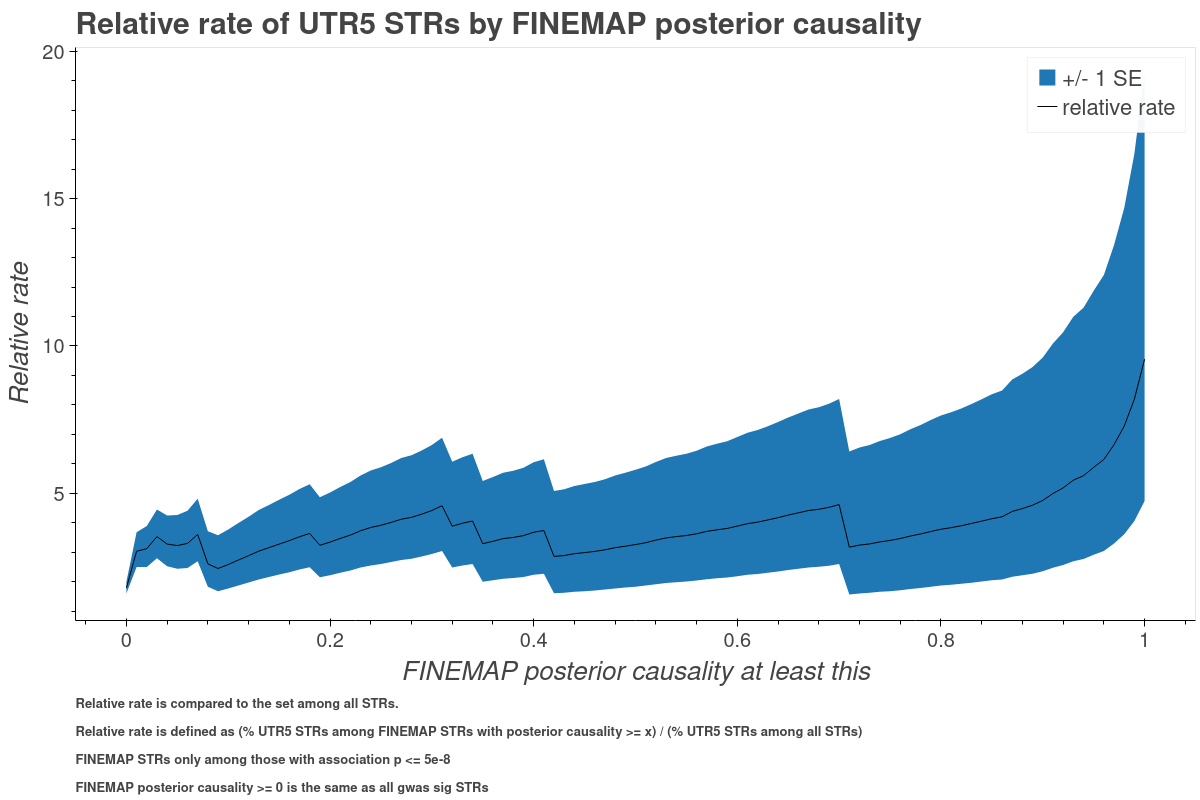 Relative rate of UTR5 STRs by FINEMAP posterior causality
+/- 1 SE
relative rate
20
15
10
5
Relative rate
0
0.2
0.4
0.6
0.8
1
FINEMAP posterior causality at least this
Relative rate is compared to the set among all STRs.
Relative rate is defined as (% UTR5 STRs among FINEMAP STRs with posterior causality >= x) / (% UTR5 STRs among all STRs)
FINEMAP STRs only among those with association p <= 5e-8
FINEMAP posterior causality >= 0 is the same as all gwas sig STRs